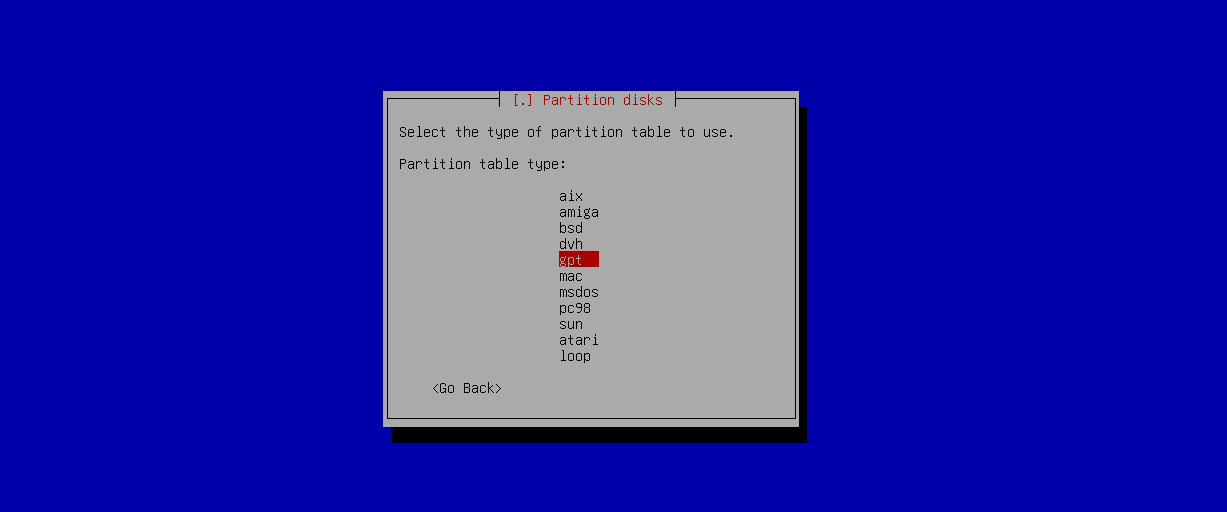 [.] Partition disks
Select the type of partition table to use.
Partition table type:
aix
amiga
bsd
dvh
gpt
mac
msdos
pc98
sun
atari
loop
<Go Back>